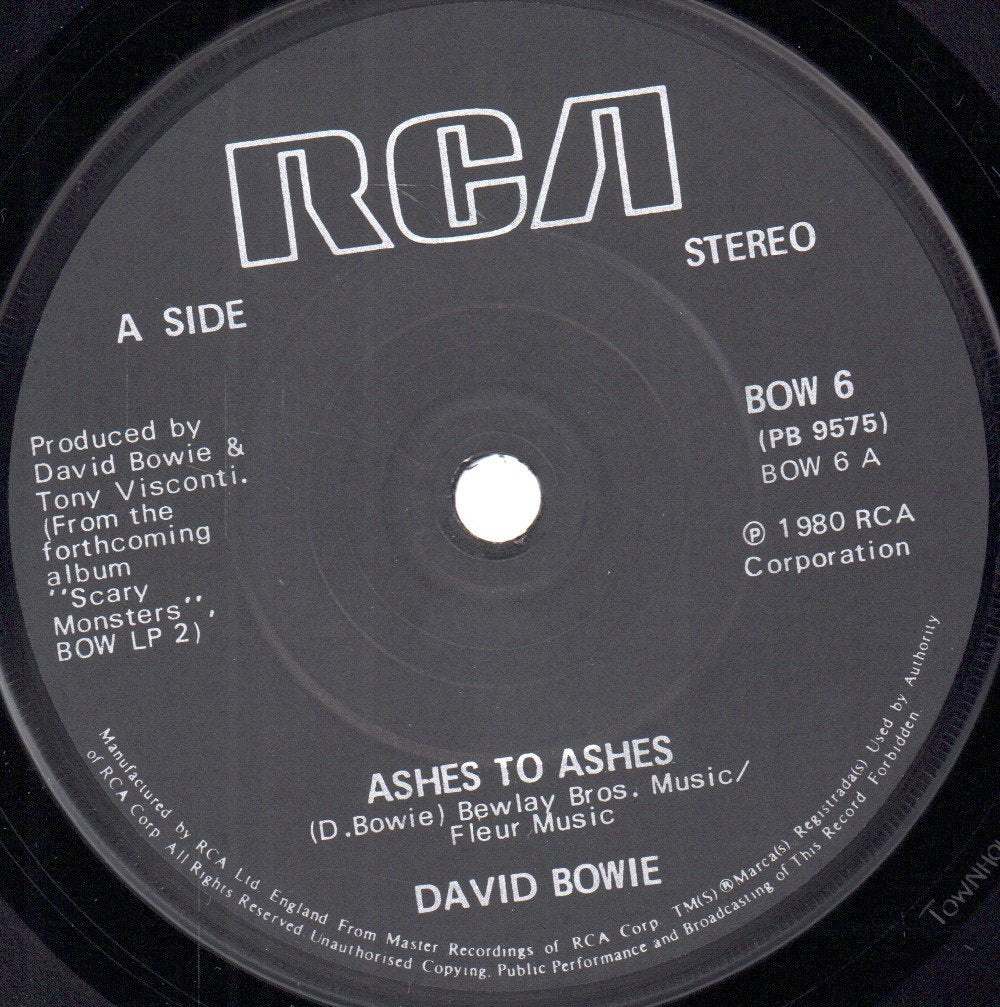 RCA
STEREO
A SIDE
BOW 6
(PB 9575)
BOW 6 A
℗ 1980 RCA
Corporation
Produced by
David Bowie &
Tony Visconti.
(From the
forthcoming
album
"Scary
Monsters",
BOW LP 2)
ASHES TO ASHES
(D.Bowie) Bewlay Bros. Music/
Fleur Music
DAVID BOWIE
Manufactured by RCA Ltd. England From Master Recordings of RCA Corp TM(S) ® Marca(s) Registrada(s) Used by Authority
of RCA Corp All Rights Reserved Unauthorised Copying, Public Performance and Broadcasting of This Record Forbidden